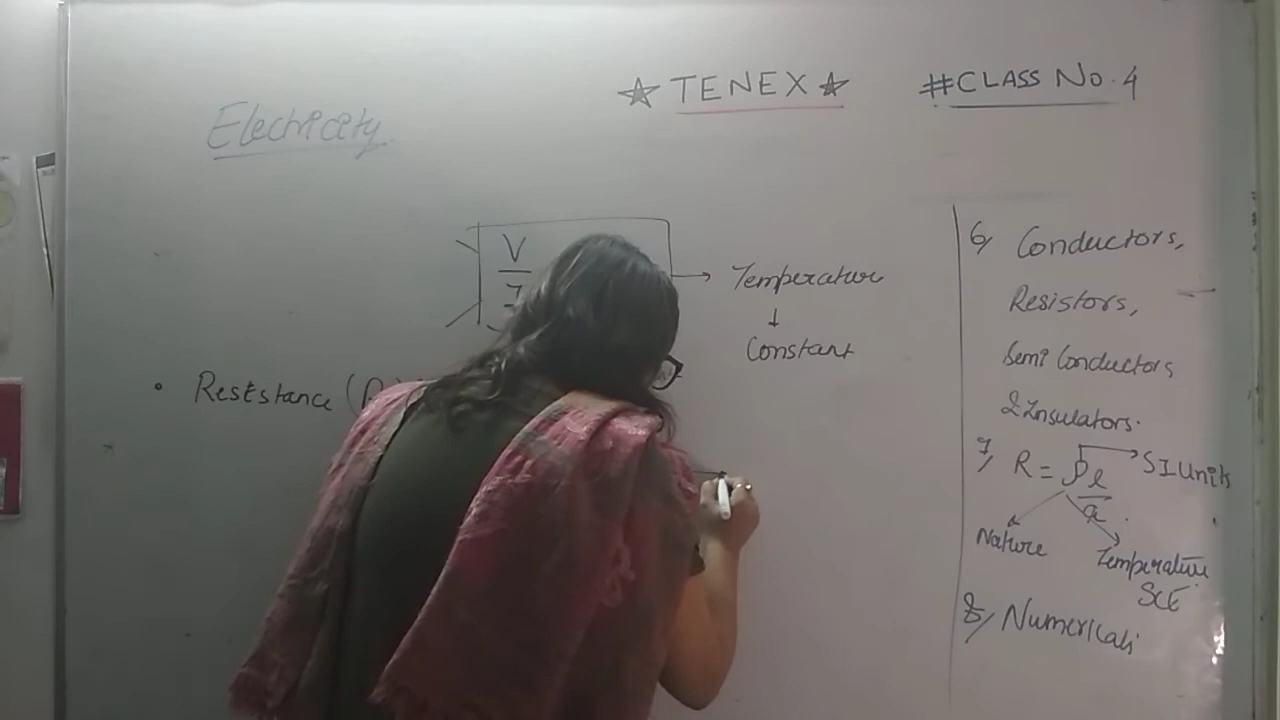 ☆ TENEX ☆ #CLASS No. 4
Electricity
V
I
Temperature
↓
Constant
• Resistance (R)
6, Conductors,
Resistors,
Semi Conductors
& Insulators.
7, R = ρl/a → SI Units
Nature
Temperature
8, Numericals